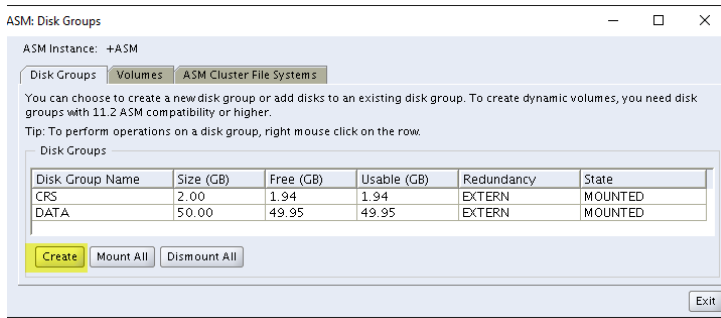 ASM: Disk Groups
ASM Instance: +ASM
Disk Groups Volumes ASM Cluster File Systems
You can choose to create a new disk group or add disks to an existing disk group. To create dynamic volumes, you need disk
groups with 11.2 ASM compatibility or higher.
Tip: To perform operations on a disk group, right mouse click on the row.
Disk Groups
Disk Group Name Size (GB) Free (GB) Usable (GB) Redundancy State
CRS 2.00 1.94 1.94 EXTERN MOUNTED
DATA 50.00 49.95 49.95 EXTERN MOUNTED
Create Mount All Dismount All
Exit